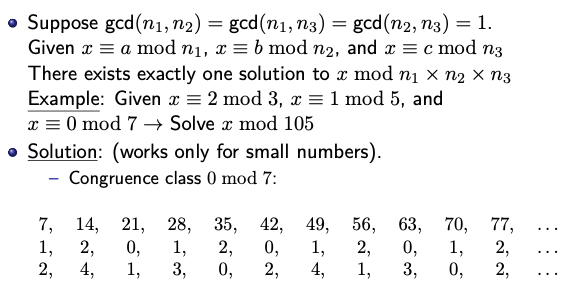 • Suppose gcd(n₁, n₂) = gcd(n₁, n₃) = gcd(n₂, n₃) = 1.
Given x ≡ a mod n₁, x ≡ b mod n₂, and x ≡ c mod n₃
There exists exactly one solution to x mod n₁ × n₂ × n₃
Example: Given x ≡ 2 mod 3, x ≡ 1 mod 5, and
x ≡ 0 mod 7 → Solve x mod 105
• Solution: (works only for small numbers).
– Congruence class 0 mod 7:
7, 14, 21, 28, 35, 42, 49, 56, 63, 70, 77, ...
1, 2, 0, 1, 2, 0, 1, 2, 0, 1, 2, ...
2, 4, 1, 3, 0, 2, 4, 1, 3, 0, 2, ...